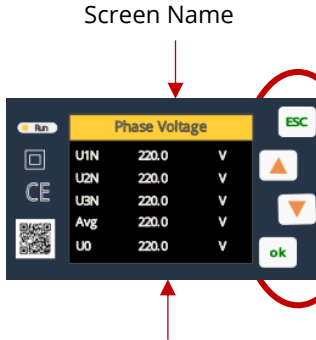 Screen Name
Run
Phase Voltage
ESC
U1N 220.0 V
U2N 220.0 V
CE
U3N 220.0 V
Avg 220.0 V
U0 220.0 V
ok